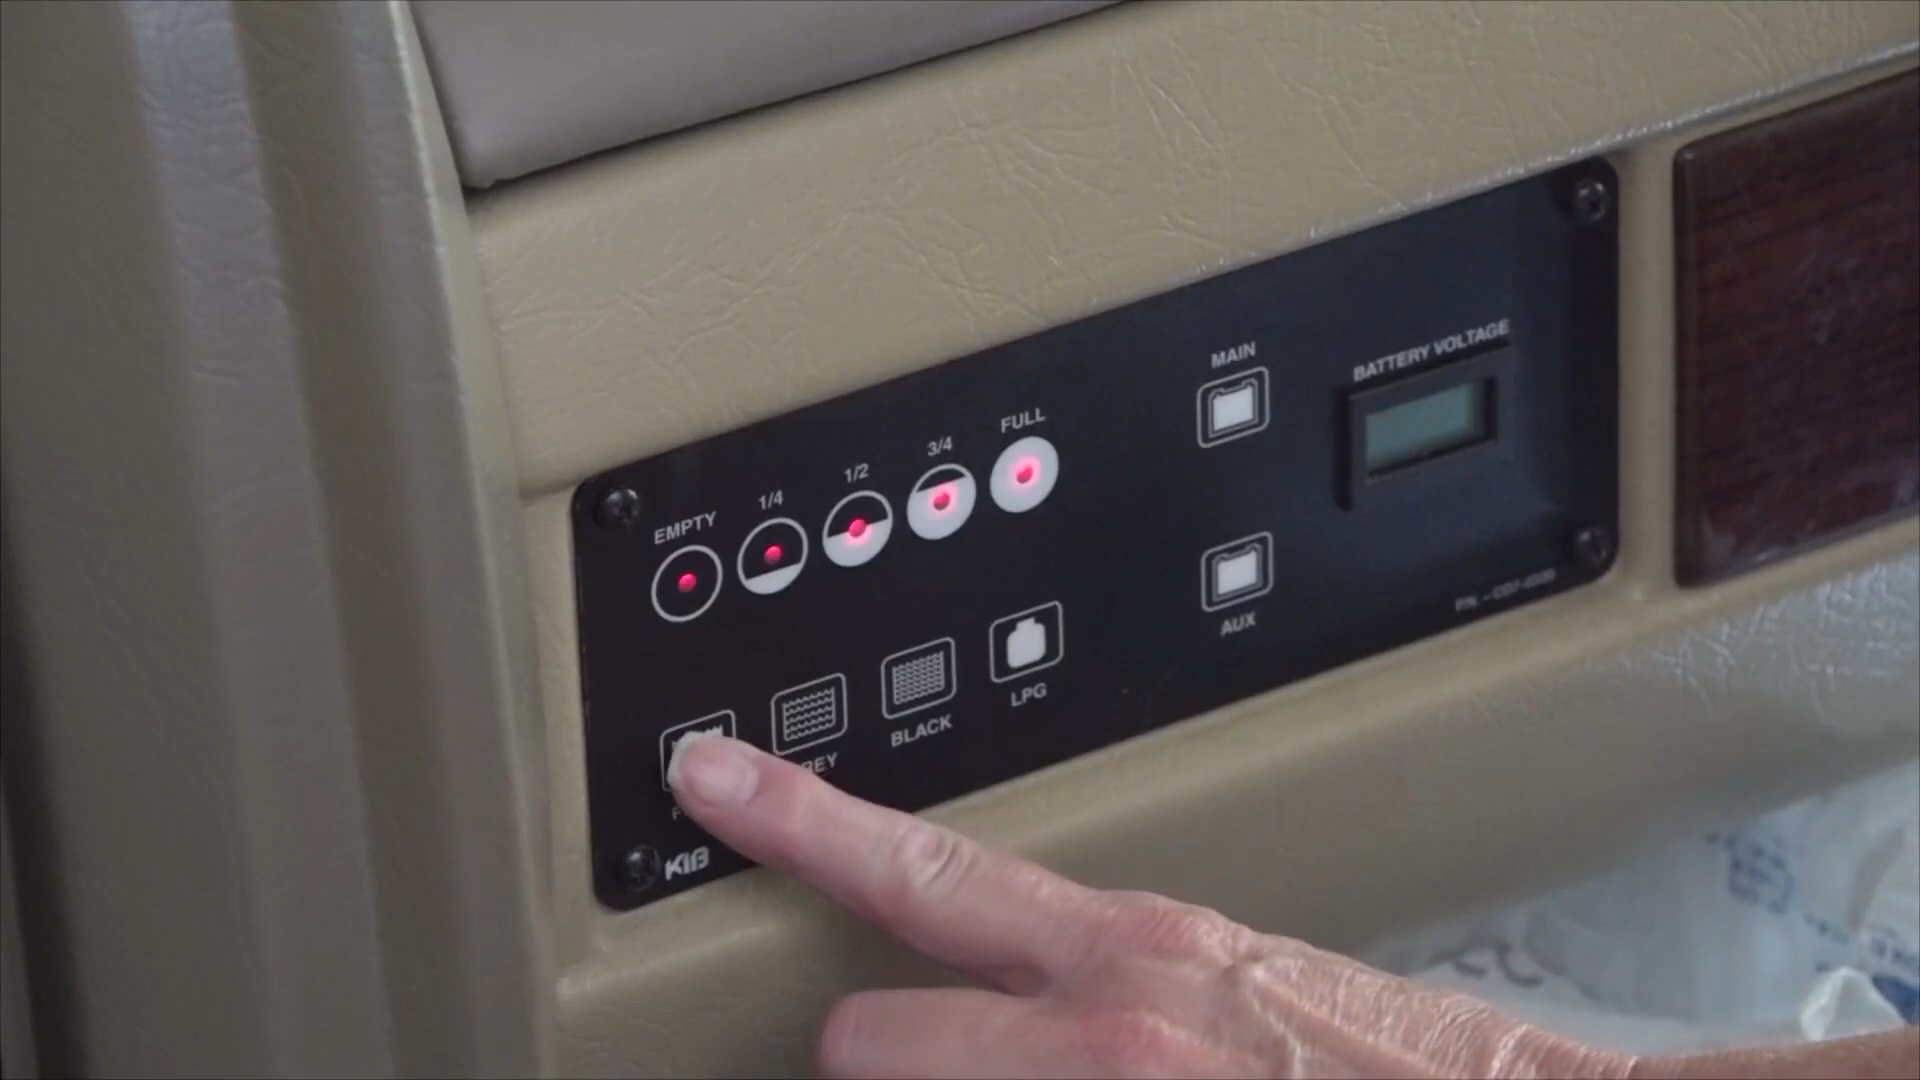 EMPTY
1/4
1/2
3/4
FULL
MAIN
BATTERY VOLTAGE
BLACK
LPG
AUX
KIB